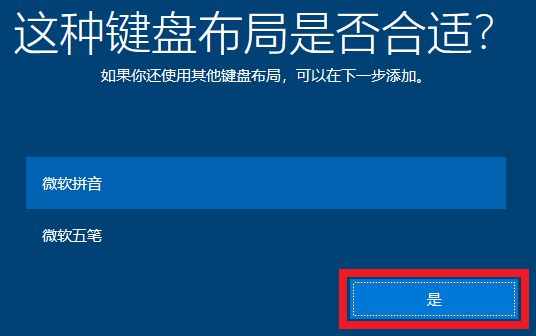 这种键盘布局是否合适？
如果你还使用其他键盘布局，可以在下一步添加。
微软拼音
微软五笔
是